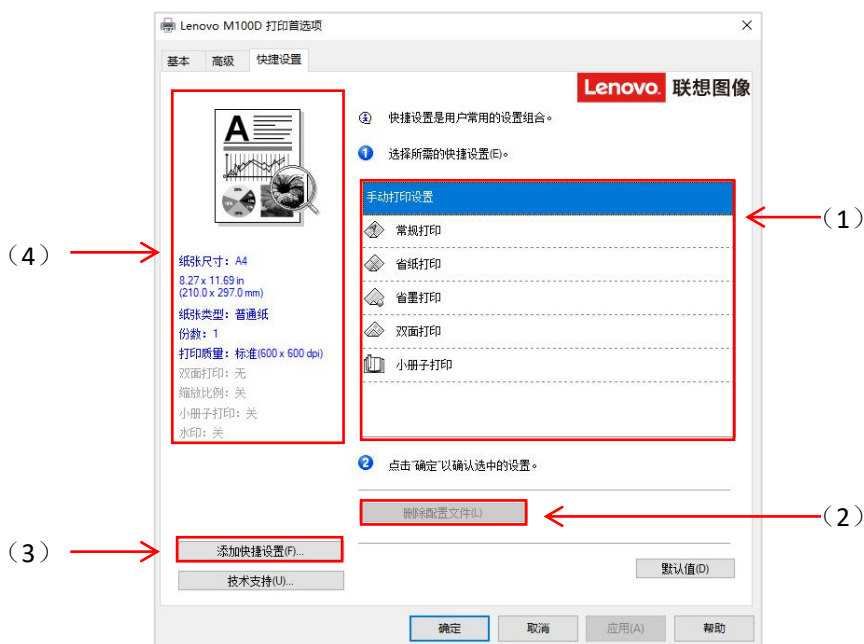 Lenovo M100D 打印首选项
基本 高级 快捷设置
Lenovo. 联想图像
快捷设置是用户常用的设置组合。
1 选择所需的快捷设置(E)。
手动打印设置
常规打印
省纸打印
省墨打印
双面打印
小册子打印
(1)
(4)
A
纸张尺寸: A4
8.27 x 11.69 in
(210.0 x 297.0 mm)
纸张类型: 普通纸
份数: 1
打印质量: 标准(600 x 600 dpi)
双面打印: 无
缩放比例: 关
小册子打印: 关
水印: 关
2 点击"确定"以确认选中的设置。
删除配置文件(L)
(2)
(3)
添加快捷设置(F)...
技术支持(U)...
默认值(D)
确定 取消 应用(A) 帮助